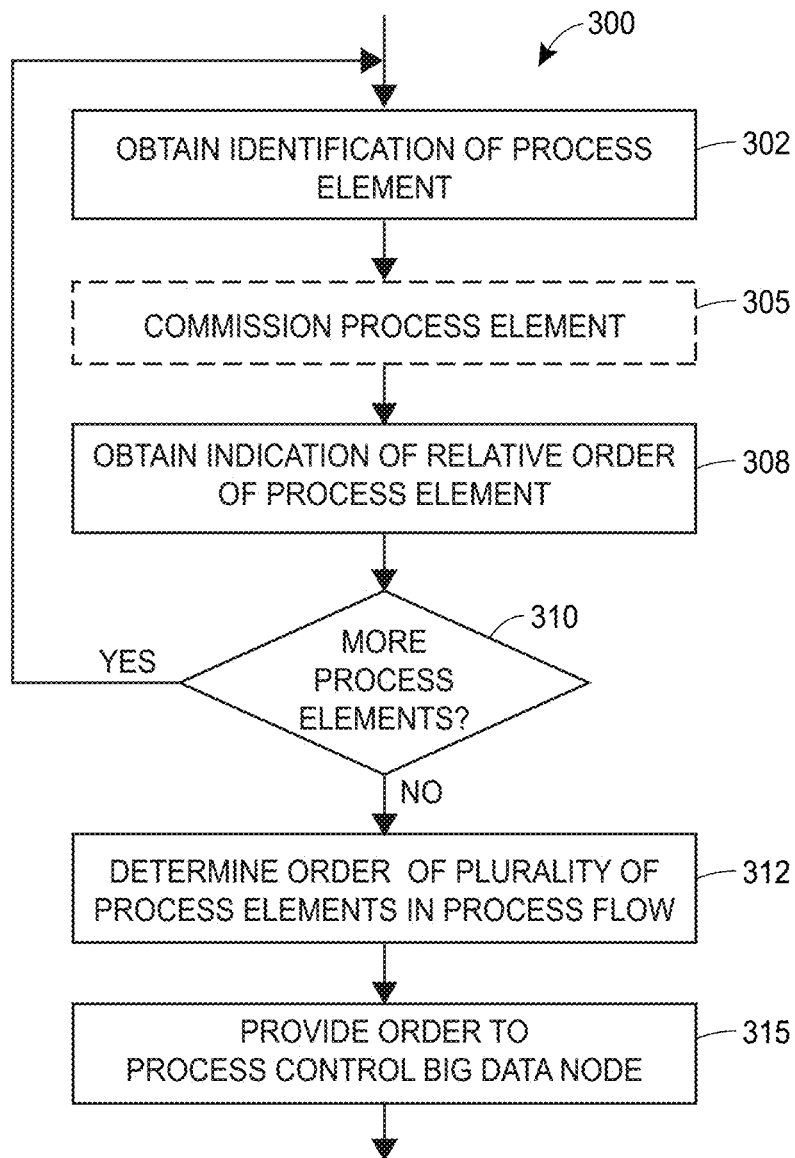 300
OBTAIN IDENTIFICATION OF PROCESS
ELEMENT
302
COMMISSION PROCESS ELEMENT
305
OBTAIN INDICATION OF RELATIVE ORDER
OF PROCESS ELEMENT
308
310
MORE
PROCESS
ELEMENTS?
YES
NO
DETERMINE ORDER OF PLURALITY OF
PROCESS ELEMENTS IN PROCESS FLOW
312
PROVIDE ORDER TO
PROCESS CONTROL BIG DATA NODE
315